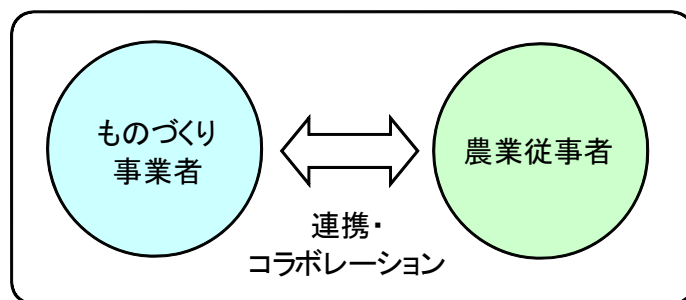 ものづくり
事業者
農業従事者
連携・
コラボレーション